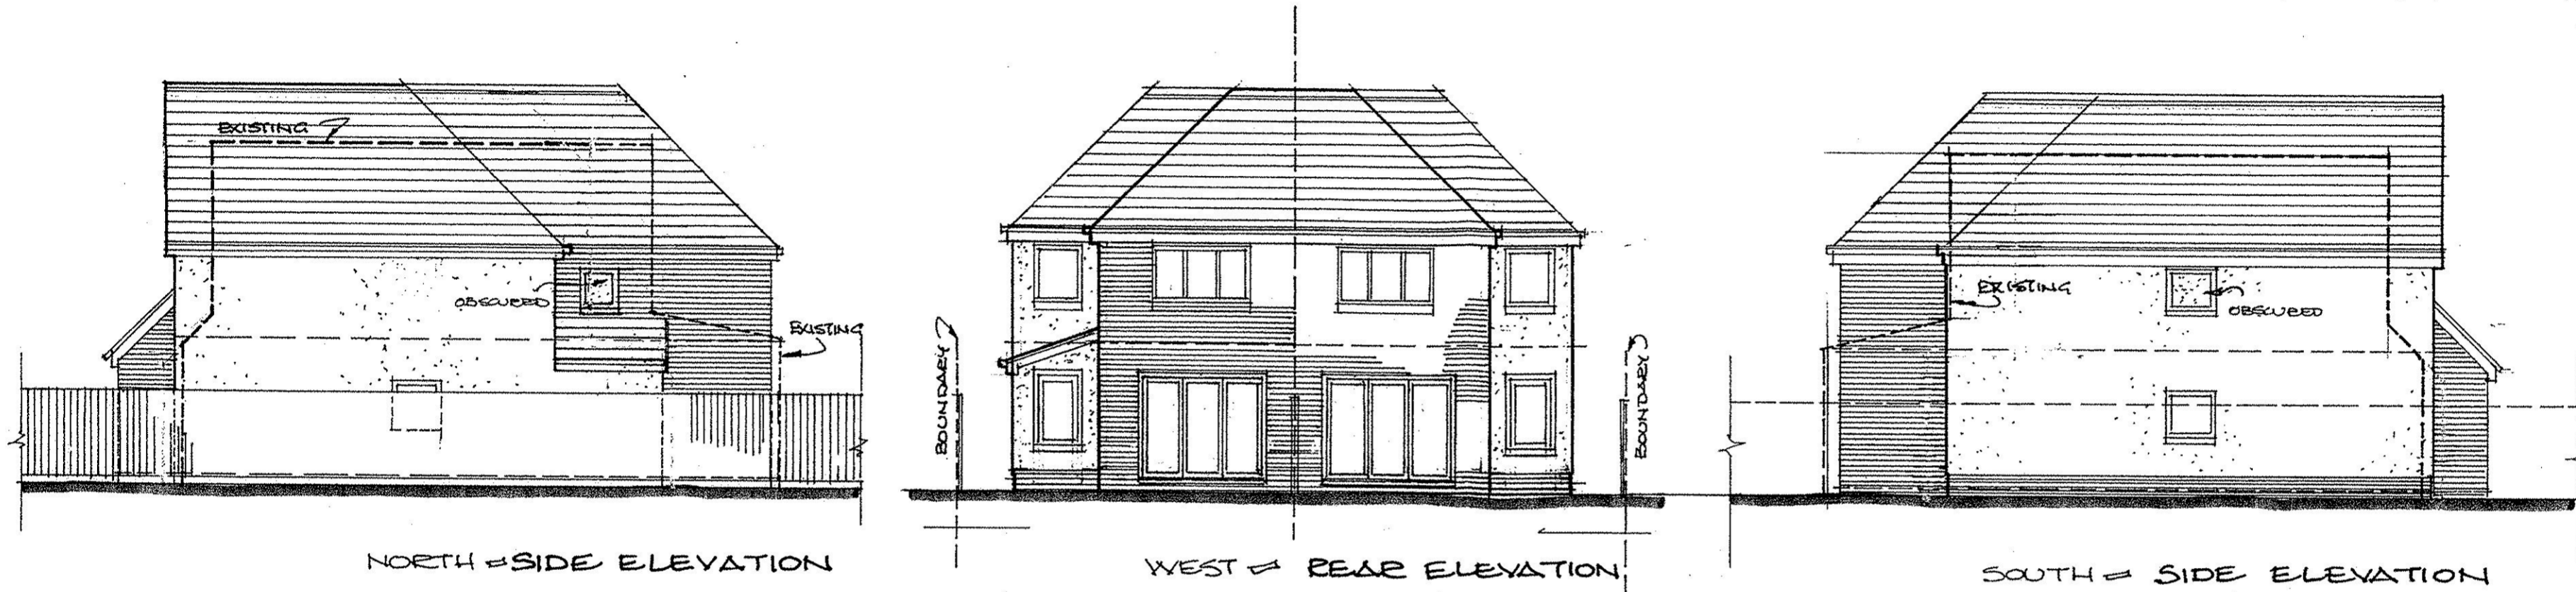 EXISTING
OBSCURED
EXISTING
NORTH = SIDE ELEVATION
BOUNDARY
BOUNDARY
WEST = REAR ELEVATION
EXISTING
OBSCURED
SOUTH = SIDE ELEVATION